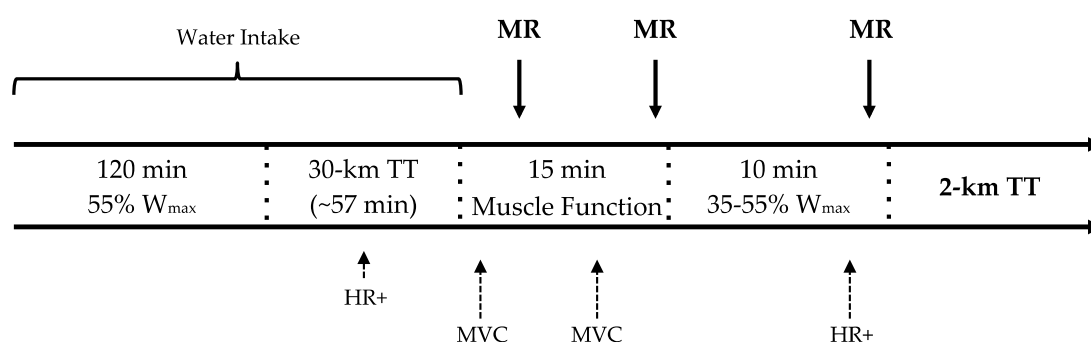 Water Intake
MR MR MR
120 min 30-km TT 15 min 10 min 2-km TT
55% Wmax (~57 min) Muscle Function 35-55% Wmax
HR+
MVC MVC HR+